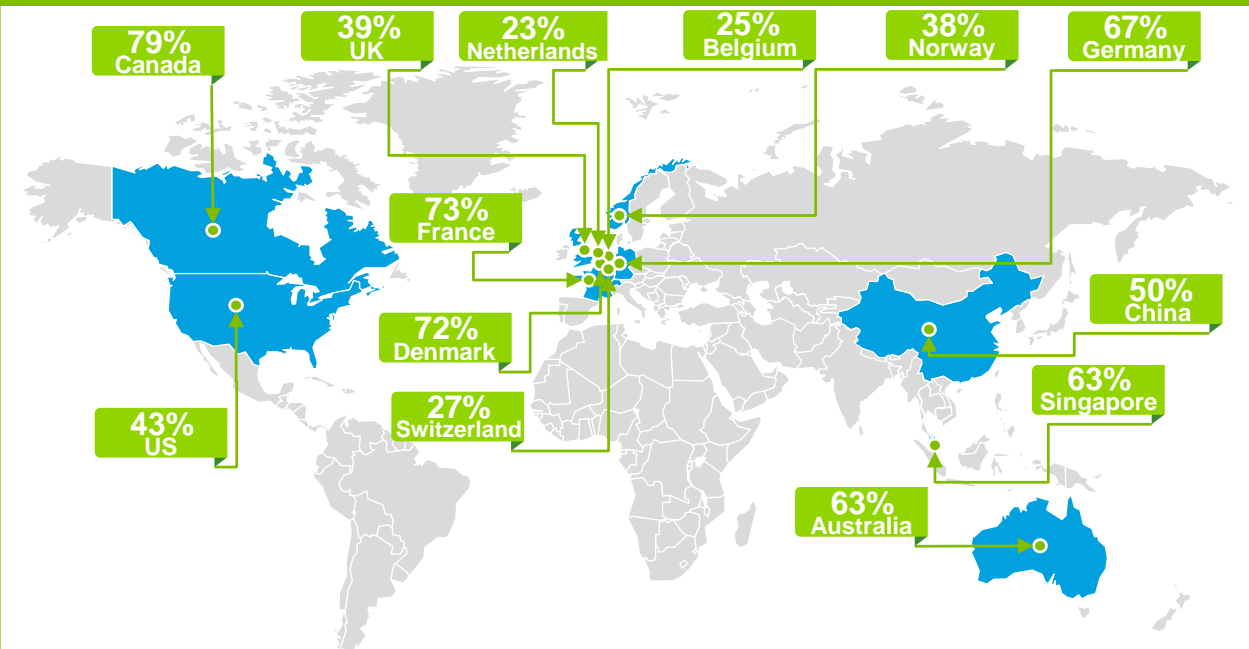 79%
Canada
39%
UK
23%
Netherlands
25%
Belgium
38%
Norway
67%
Germany
73%
France
50%
China
72%
Denmark
63%
Singapore
27%
Switzerland
43%
US
63%
Australia